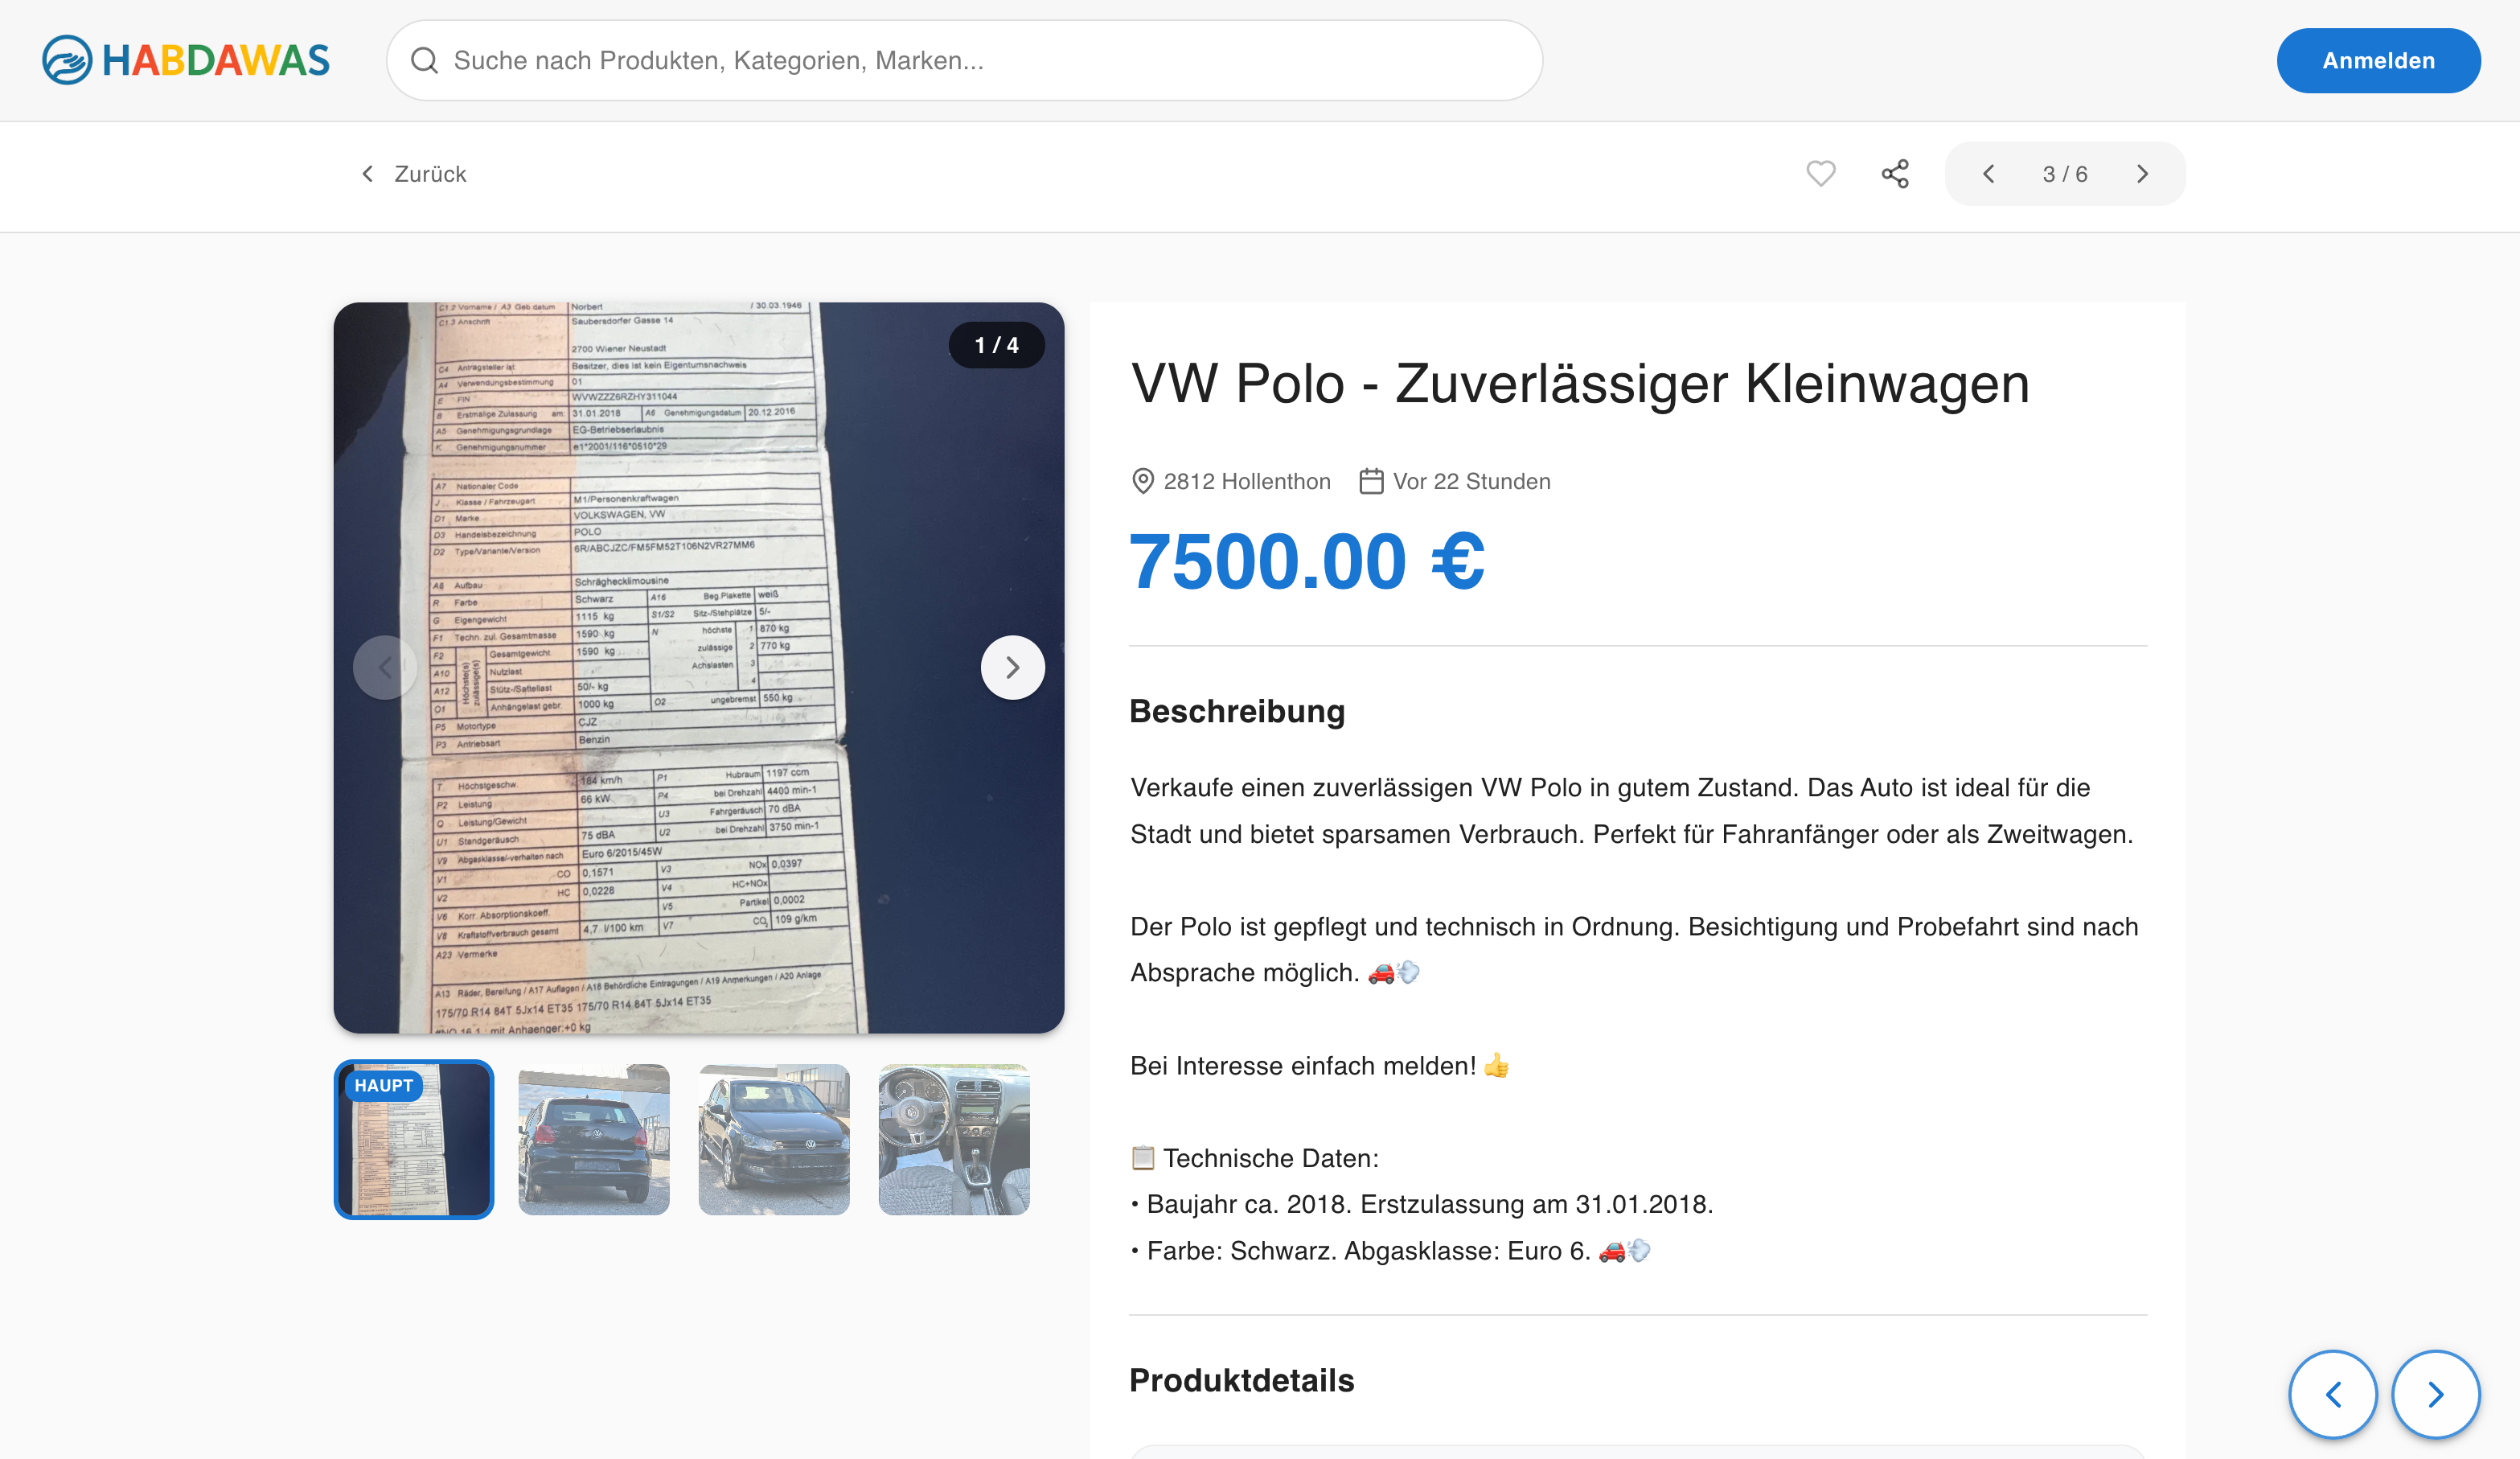 HABDAWAS
Suche nach Produkten, Kategorien, Marken...
Anmelden
Zurück
3 / 6
1 / 4
C1.2 Vorname / A3 Geb.datum Norbert / 30.03.1946
C1.3 Anschrift Saubersdorfer Gasse 14
2700 Wiener Neustadt
C4 Antragsteller ist Besitzer, dies ist kein Eigentumsnachweis
A4 Verwendungsbestimmung 01
E FIN WVWZZZ6RZHY311044
B Erstmalige Zulassung am 31.01.2018 A6 Genehmigungsdatum 20.12.2016
A5 Genehmigungsgrundlage EG-Betriebserlaubnis
K Genehmigungsnummer e1*2001/116*0510*29
A7 Nationaler Code
J Klasse / Fahrzeugart M1/Personenkraftwagen
D1 Marke VOLKSWAGEN, VW
D3 Handelsbezeichnung POLO
D2 Type/Variante/Version 6R/ABCJZC/FM5FM52T106N2VR27MM6
A8 Aufbau Schräghecklimousine
R Farbe Schwarz A16 Beg.Plakette weiß
G Eigengewicht 1115 kg S1/S2 Sitz-/Stehplätze 5/-
F1 Techn. zul. Gesamtmasse 1590 kg N höchste 1 870 kg
F2 Höchste(s) zulässige(s) Gesamtgewicht 1590 kg zulässige 2 770 kg
A10 Nutzlast Achslasten 3
A12 Stütz-/Sattellast 50/- kg 4
O1 Anhängelast gebr. 1000 kg O2 ungebremst 550 kg
P5 Motortype CJZ
P3 Antriebsart Benzin
T Höchstgeschw. 184 km/h P1 Hubraum 1197 ccm
P2 Leistung 66 kW P4 bei Drehzahl 4400 min-1
Q Leistung/Gewicht U3 Fahrgeräusch 70 dBA
U1 Standgeräusch 75 dBA U2 bei Drehzahl 3750 min-1
V9 Abgasklasse/-verhalten nach Euro 6/2015/45W
V1 CO 0,1571 V3 NOx 0,0397
V2 HC 0,0228 V4 HC+NOx
V6 Korr. Absorptionskoeff. V5 Partikel 0,0002
V8 Kraftstoffverbrauch gesamt 4,7 l/100 km V7 CO2 109 g/km
A23 Vermerke
A13 Räder, Bereifung / A17 Auflagen / A18 Behördliche Eintragungen / A19 Anmerkungen / A20 Anlage
175/70 R14 84T 5Jx14 ET35 175/70 R14 84T 5Jx14 ET35
mit Anhaenger:+0 kg
HAUPT
VW Polo - Zuverlässiger Kleinwagen
2812 Hollenthon Vor 22 Stunden
7500.00 €
Beschreibung
Verkaufe einen zuverlässigen VW Polo in gutem Zustand. Das Auto ist ideal für die
Stadt und bietet sparsamen Verbrauch. Perfekt für Fahranfänger oder als Zweitwagen.
Der Polo ist gepflegt und technisch in Ordnung. Besichtigung und Probefahrt sind nach
Absprache möglich. 🚗💨
Bei Interesse einfach melden! 👍
📋 Technische Daten:
• Baujahr ca. 2018. Erstzulassung am 31.01.2018.
• Farbe: Schwarz. Abgasklasse: Euro 6. 🚗💨
Produktdetails